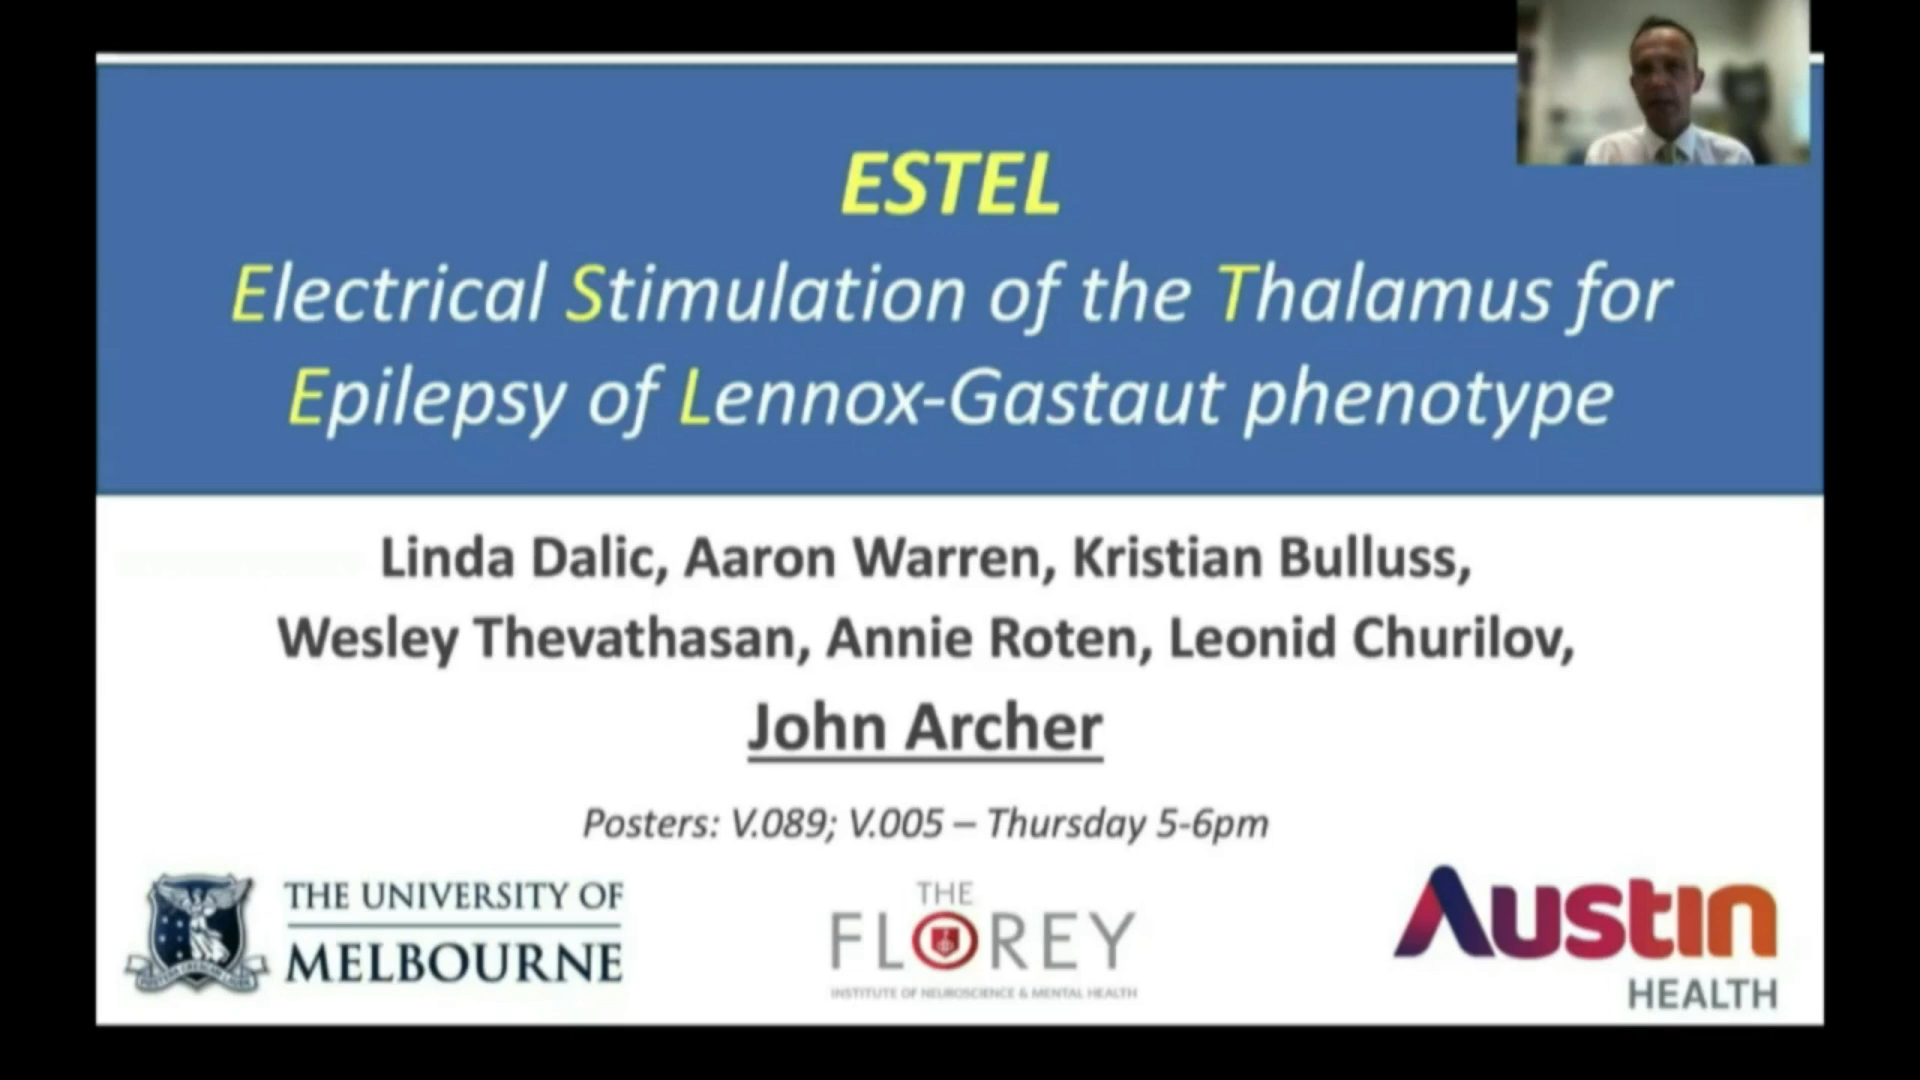 ESTEL
Electrical Stimulation of the Thalamus for
Epilepsy of Lennox-Gastaut phenotype
Linda Dalic, Aaron Warren, Kristian Bulluss,
Wesley Thevathasan, Annie Roten, Leonid Churilov,
John Archer
Posters: V.089; V.005 – Thursday 5-6pm
THE UNIVERSITY OF
MELBOURNE
THE
FLOREY
INSTITUTE OF NEUROSCIENCE & MENTAL HEALTH
Austin
HEALTH